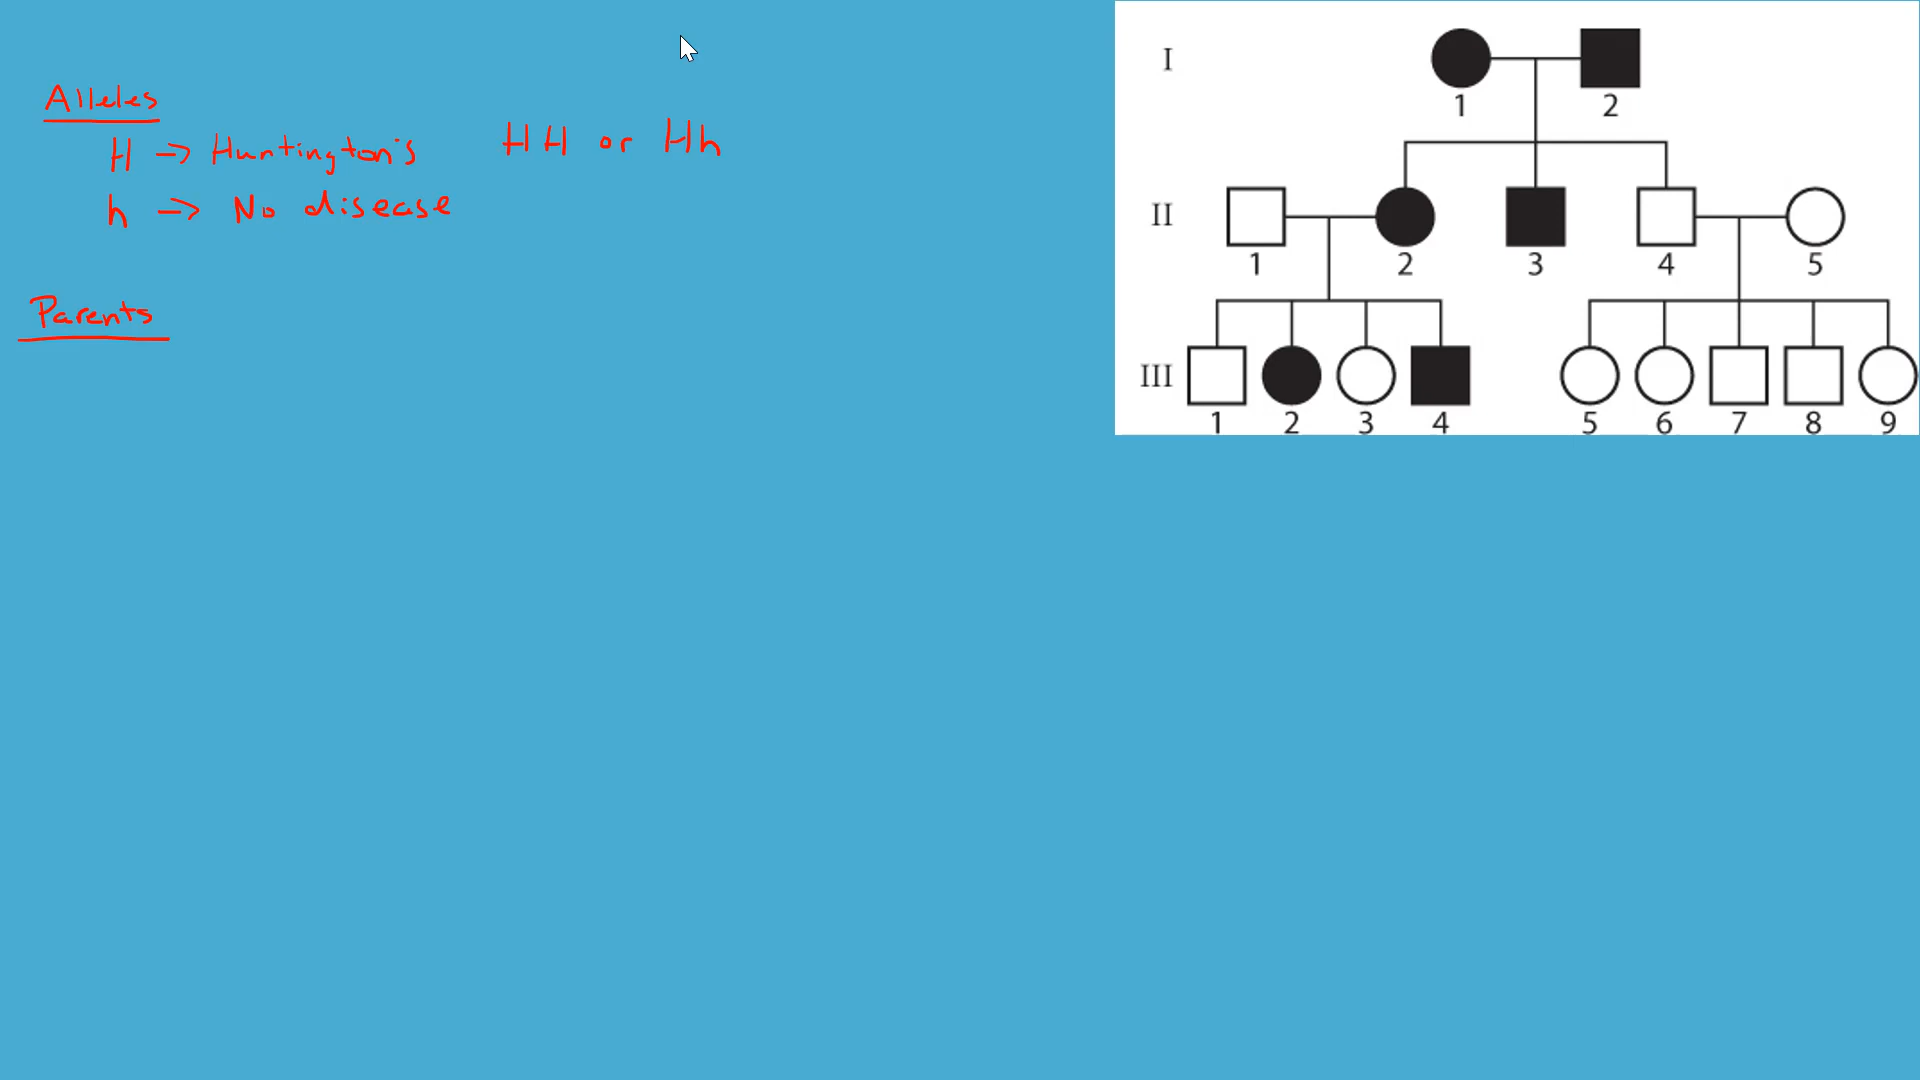 Alleles
H → Huntington's HH or Hh
h → No disease
Parents
I
1 2
II
1 2 3 4 5
III
1 2 3 4 5 6 7 8 9